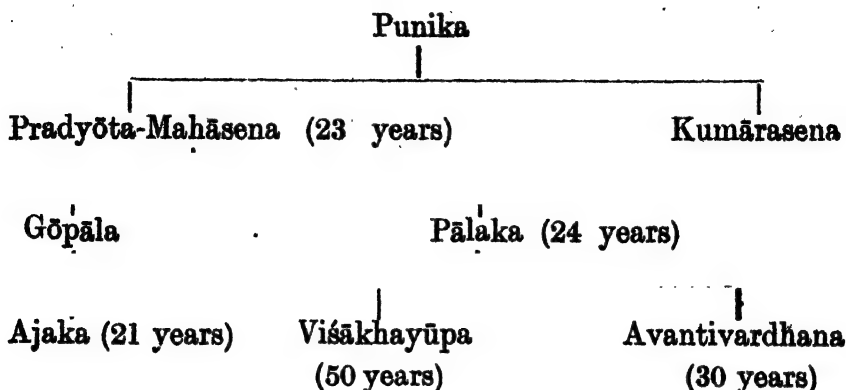 Punika
Pradyōta-Mahāsena (23 years) Kumārasena
Gōpāla Pālaka (24 years)
Ajaka (21 years) Viśākhayūpa Avantivardhana
(50 years) (30 years)